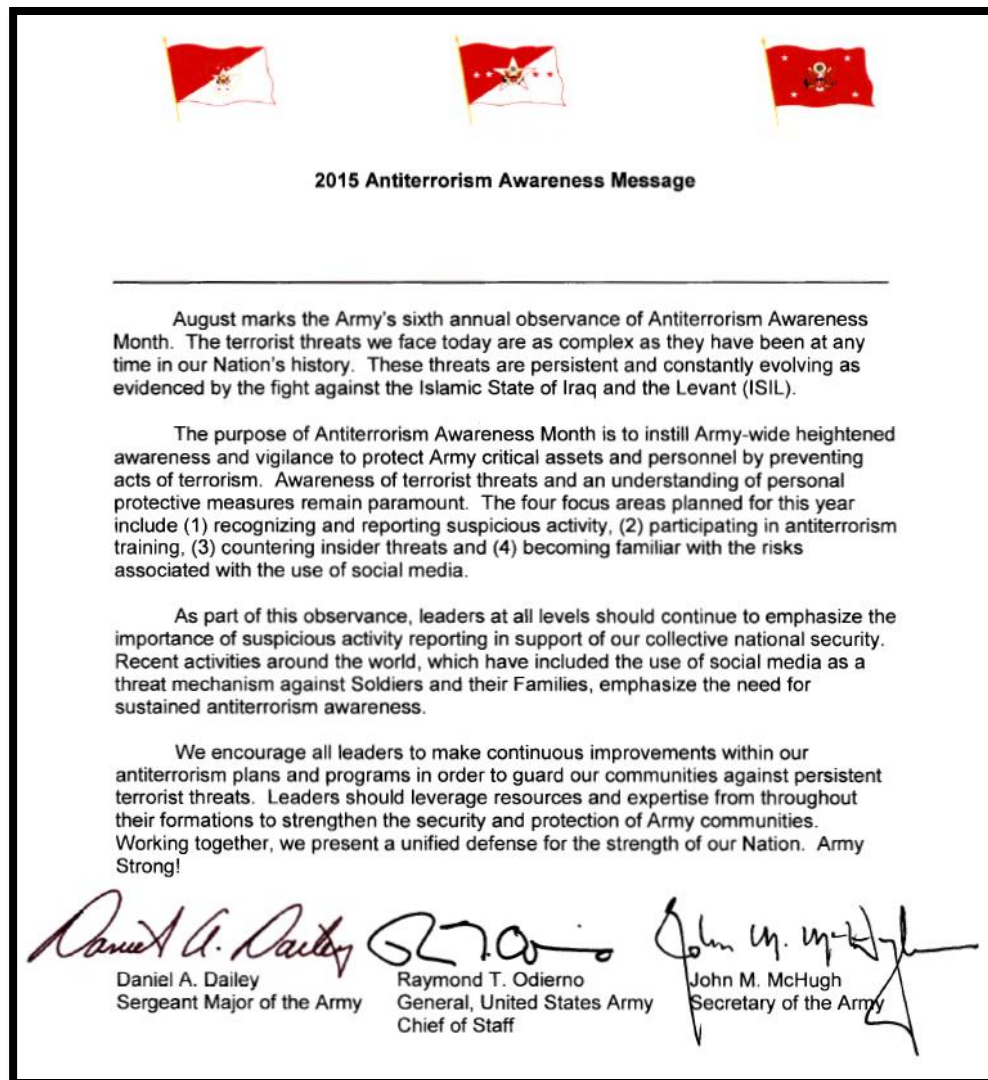 2015 Antiterrorism Awareness Message
August marks the Army's sixth annual observance of Antiterrorism Awareness
Month.  The terrorist threats we face today are as complex as they have been at any
time in our Nation's history.  These threats are persistent and constantly evolving as
evidenced by the fight against the Islamic State of Iraq and the Levant (ISIL).
The purpose of Antiterrorism Awareness Month is to instill Army-wide heightened
awareness and vigilance to protect Army critical assets and personnel by preventing
acts of terrorism.  Awareness of terrorist threats and an understanding of personal
protective measures remain paramount.  The four focus areas planned for this year
include (1) recognizing and reporting suspicious activity, (2) participating in antiterrorism
training, (3) countering insider threats and (4) becoming familiar with the risks
associated with the use of social media.
As part of this observance, leaders at all levels should continue to emphasize the
importance of suspicious activity reporting in support of our collective national security.
Recent activities around the world, which have included the use of social media as a
threat mechanism against Soldiers and their Families, emphasize the need for
sustained antiterrorism awareness.
We encourage all leaders to make continuous improvements within our
antiterrorism plans and programs in order to guard our communities against persistent
terrorist threats.  Leaders should leverage resources and expertise from throughout
their formations to strengthen the security and protection of Army communities.
Working together, we present a unified defense for the strength of our Nation.  Army
Strong!
Daniel A. Dailey
John M. McHugh
Daniel A. Dailey
Sergeant Major of the Army
Raymond T. Odierno
General, United States Army
Chief of Staff
John M. McHugh
Secretary of the Army